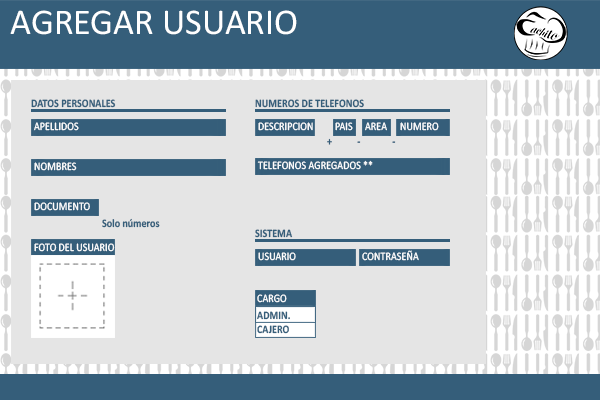 AGREGAR USUARIO
Cachito
DATOS PERSONALES
APELLIDOS
NOMBRES
DOCUMENTO
Solo números
FOTO DEL USUARIO
NUMEROS DE TELEFONOS
DESCRIPCION PAIS AREA NUMERO
+ - -
TELEFONOS AGREGADOS **
SISTEMA
USUARIO CONTRASEÑA
CARGO
ADMIN.
CAJERO